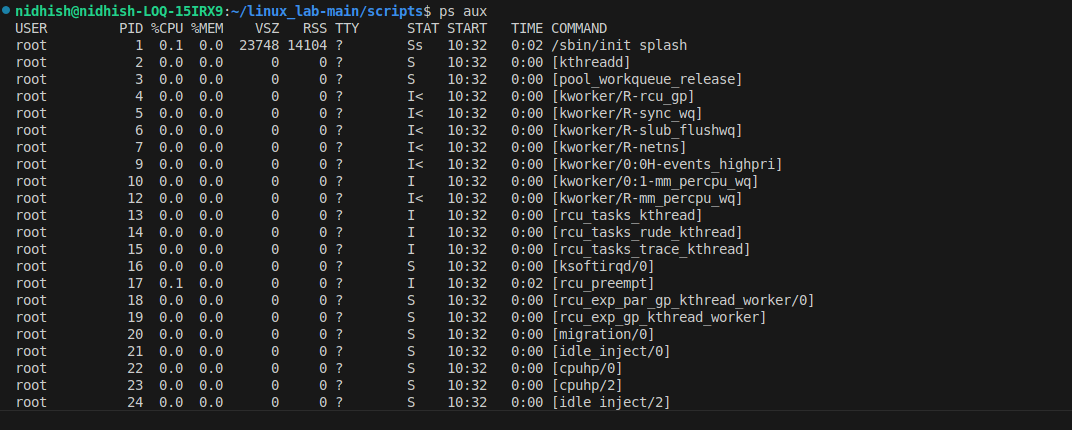 nidhish@nidhish-LOQ-15IRX9:~/linux_lab-main/scripts$ ps aux
USER         PID %CPU %MEM    VSZ   RSS TTY      STAT START   TIME COMMAND
root           1  0.1  0.0  23748 14104 ?        Ss   10:32   0:02 /sbin/init splash
root           2  0.0  0.0      0     0 ?        S    10:32   0:00 [kthreadd]
root           3  0.0  0.0      0     0 ?        S    10:32   0:00 [pool_workqueue_release]
root           4  0.0  0.0      0     0 ?        I<   10:32   0:00 [kworker/R-rcu_gp]
root           5  0.0  0.0      0     0 ?        I<   10:32   0:00 [kworker/R-sync_wq]
root           6  0.0  0.0      0     0 ?        I<   10:32   0:00 [kworker/R-slub_flushwq]
root           7  0.0  0.0      0     0 ?        I<   10:32   0:00 [kworker/R-netns]
root           9  0.0  0.0      0     0 ?        I<   10:32   0:00 [kworker/0:0H-events_highpri]
root          10  0.0  0.0      0     0 ?        I    10:32   0:00 [kworker/0:1-mm_percpu_wq]
root          12  0.0  0.0      0     0 ?        I<   10:32   0:00 [kworker/R-mm_percpu_wq]
root          13  0.0  0.0      0     0 ?        I    10:32   0:00 [rcu_tasks_kthread]
root          14  0.0  0.0      0     0 ?        I    10:32   0:00 [rcu_tasks_rude_kthread]
root          15  0.0  0.0      0     0 ?        I    10:32   0:00 [rcu_tasks_trace_kthread]
root          16  0.0  0.0      0     0 ?        S    10:32   0:00 [ksoftirqd/0]
root          17  0.1  0.0      0     0 ?        I    10:32   0:02 [rcu_preempt]
root          18  0.0  0.0      0     0 ?        S    10:32   0:00 [rcu_exp_par_gp_kthread_worker/0]
root          19  0.0  0.0      0     0 ?        S    10:32   0:00 [rcu_exp_gp_kthread_worker]
root          20  0.0  0.0      0     0 ?        S    10:32   0:00 [migration/0]
root          21  0.0  0.0      0     0 ?        S    10:32   0:00 [idle_inject/0]
root          22  0.0  0.0      0     0 ?        S    10:32   0:00 [cpuhp/0]
root          23  0.0  0.0      0     0 ?        S    10:32   0:00 [cpuhp/2]
root          24  0.0  0.0      0     0 ?        S    10:32   0:00 [idle inject/2]